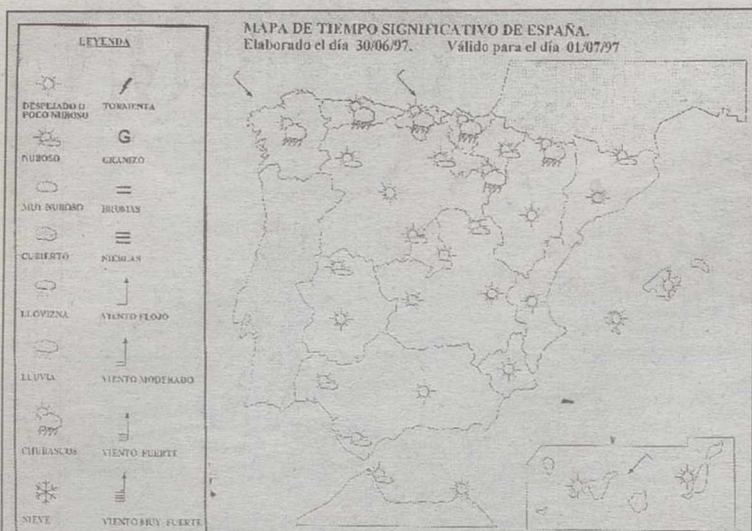 MAPA DE TIEMPO SIGNIFICATIVO DE ESPAÑA.
Elaborado el día 30/06/97. Válido para el día 01/07/97
LEYENDA
DESPEJADO O POCO NUBOSO
TORMENTA
NUBOSO
G
GRANIZO
MUY NUBOSO
BRUMAS
CUBIERTO
NIEBLAS
LLOVIZNA
VIENTO FLOJO
LLUVIA
VIENTO MODERADO
CHUBASCOS
VIENTO FUERTE
NIEVE
VIENTO MUY FUERTE